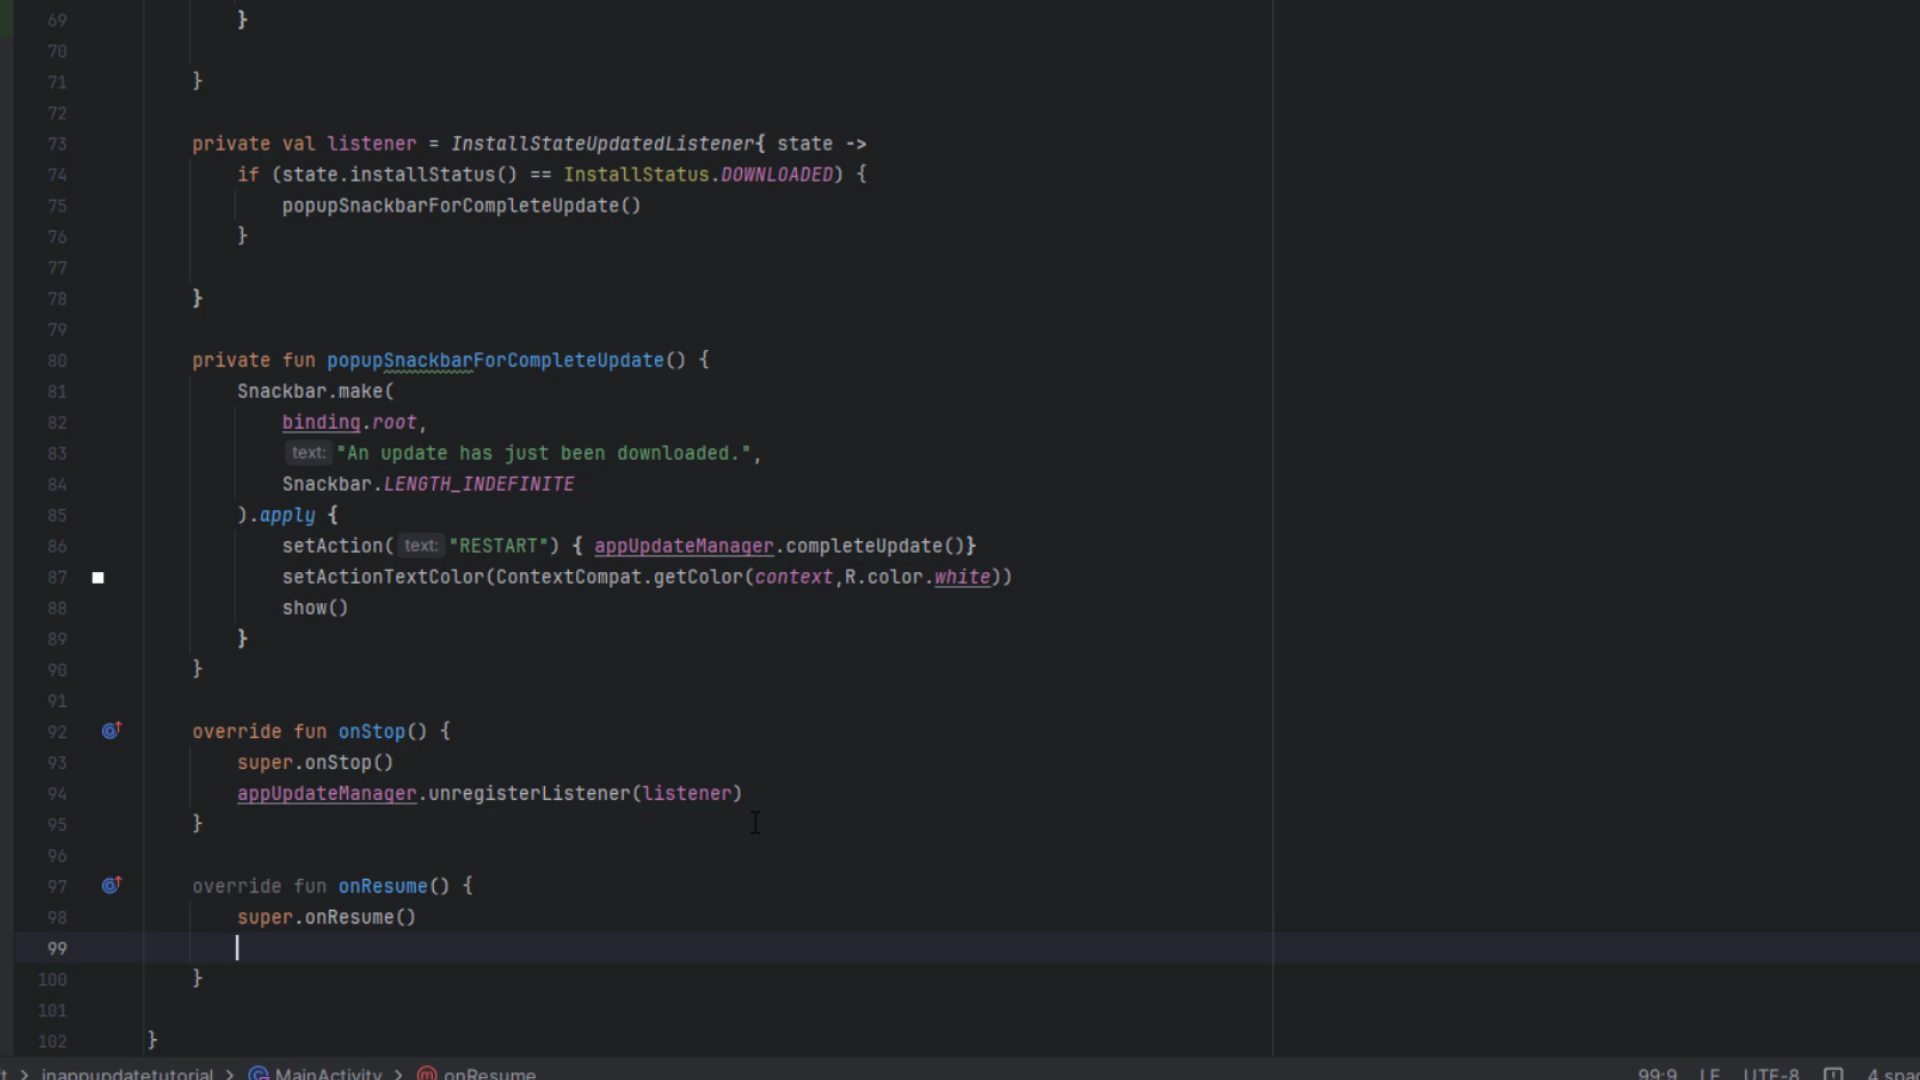 69 }
70
71 }
72
73 private val listener = InstallStateUpdatedListener{ state ->
74 if (state.installStatus() == InstallStatus.DOWNLOADED) {
75 popupSnackbarForCompleteUpdate()
76 }
77
78 }
79
80 private fun popupSnackbarForCompleteUpdate() {
81 Snackbar.make(
82 binding.root,
83 text: "An update has just been downloaded.",
84 Snackbar.LENGTH_INDEFINITE
85 ).apply {
86 setAction( text: "RESTART") { appUpdateManager.completeUpdate()}
87 setActionTextColor(ContextCompat.getColor(context,R.color.white))
88 show()
89 }
90 }
91
92 override fun onStop() {
93 super.onStop()
94 appUpdateManager.unregisterListener(listener)
95 }
96
97 override fun onResume() {
98 super.onResume()
99
100 }
101
102 }
t > inappupdatetutorial > MainActivity > onResume 99:9 LF UTF-8 4 spac